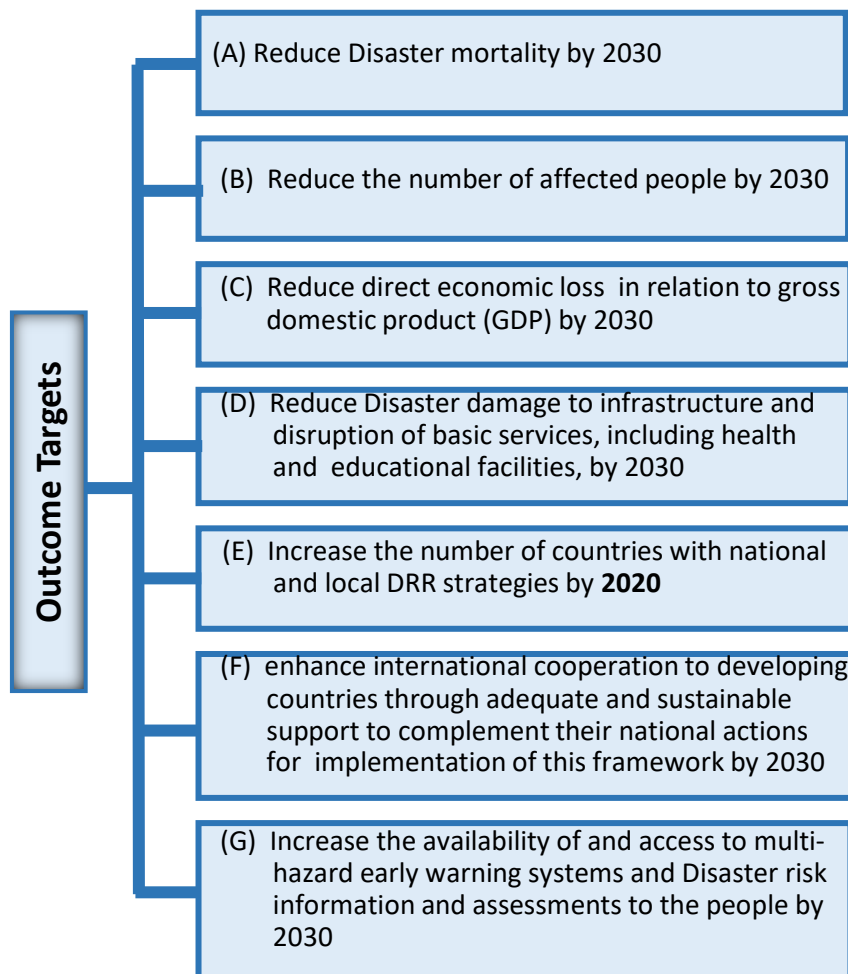 Outcome Targets
(A) Reduce Disaster mortality by 2030
(B) Reduce the number of affected people by 2030
(C) Reduce direct economic loss in relation to gross
domestic product (GDP) by 2030
(D) Reduce Disaster damage to infrastructure and
disruption of basic services, including health
and educational facilities, by 2030
(E) Increase the number of countries with national
and local DRR strategies by 2020
(F) enhance international cooperation to developing
countries through adequate and sustainable
support to complement their national actions
for implementation of this framework by 2030
(G) Increase the availability of and access to multi-
hazard early warning systems and Disaster risk
information and assessments to the people by
2030